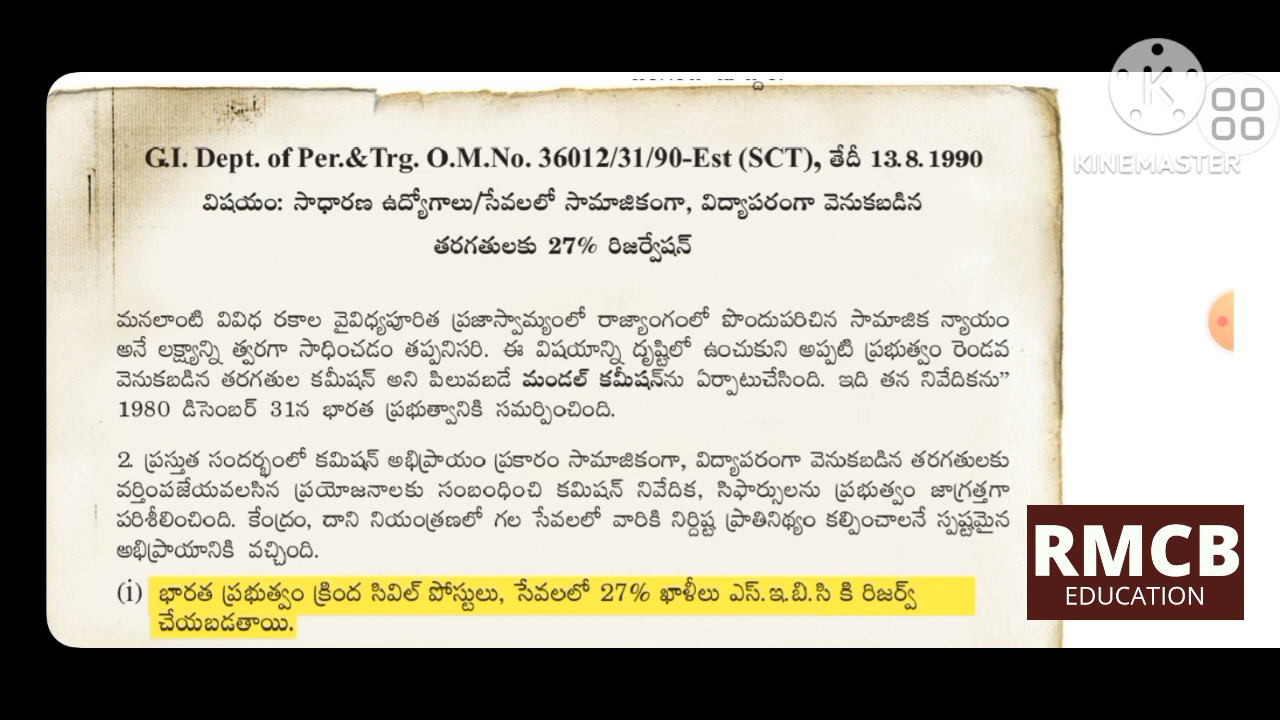 G.I. Dept. of Per.&Trg. O.M.No. 36012/31/90-Est (SCT), తేదీ 13.8.1990
విషయం: సాధారణ ఉద్యోగాలు/సేవలలో సామాజికంగా, విద్యాపరంగా వెనుకబడిన
తరగతులకు 27% రిజర్వేషన్
మనలాంటి వివిధ రకాల వైవిధ్యపూరిత ప్రజాస్వామ్యంలో రాజ్యాంగంలో పొందుపరిచిన సామాజిక న్యాయం
అనే లక్ష్యాన్ని త్వరగా సాధించడం తప్పనిసరి. ఈ విషయాన్ని దృష్టిలో ఉంచుకుని అప్పటి ప్రభుత్వం రెండవ
వెనుకబడిన తరగతుల కమీషన్ అని పిలువబడే మండల్ కమీషన్‌ను ఏర్పాటుచేసింది. ఇది తన నివేదికను”
1980 డిసెంబర్ 31న భారత ప్రభుత్వానికి సమర్పించింది.
2. ప్రస్తుత సందర్భంలో కమిషన్ అభిప్రాయం ప్రకారం సామాజికంగా, విద్యాపరంగా వెనుకబడిన తరగతులకు
వర్తింపజేయవలసిన ప్రయోజనాలకు సంబంధించి కమిషన్ నివేదిక, సిఫార్సులను ప్రభుత్వం జాగ్రత్తగా
పరిశీలించింది. కేంద్రం, దాని నియంత్రణలో గల సేవలలో వారికి నిర్దిష్ట ప్రాతినిథ్యం కల్పించాలనే స్పష్టమైన
అభిప్రాయానికి వచ్చింది.
(i) భారత ప్రభుత్వం క్రింద సివిల్ పోస్టులు, సేవలలో 27% ఖాళీలు ఎస్.ఇ.బి.సి కి రిజర్వ్
చేయబడతాయి.
K
KINEMASTER
RMCB
EDUCATION